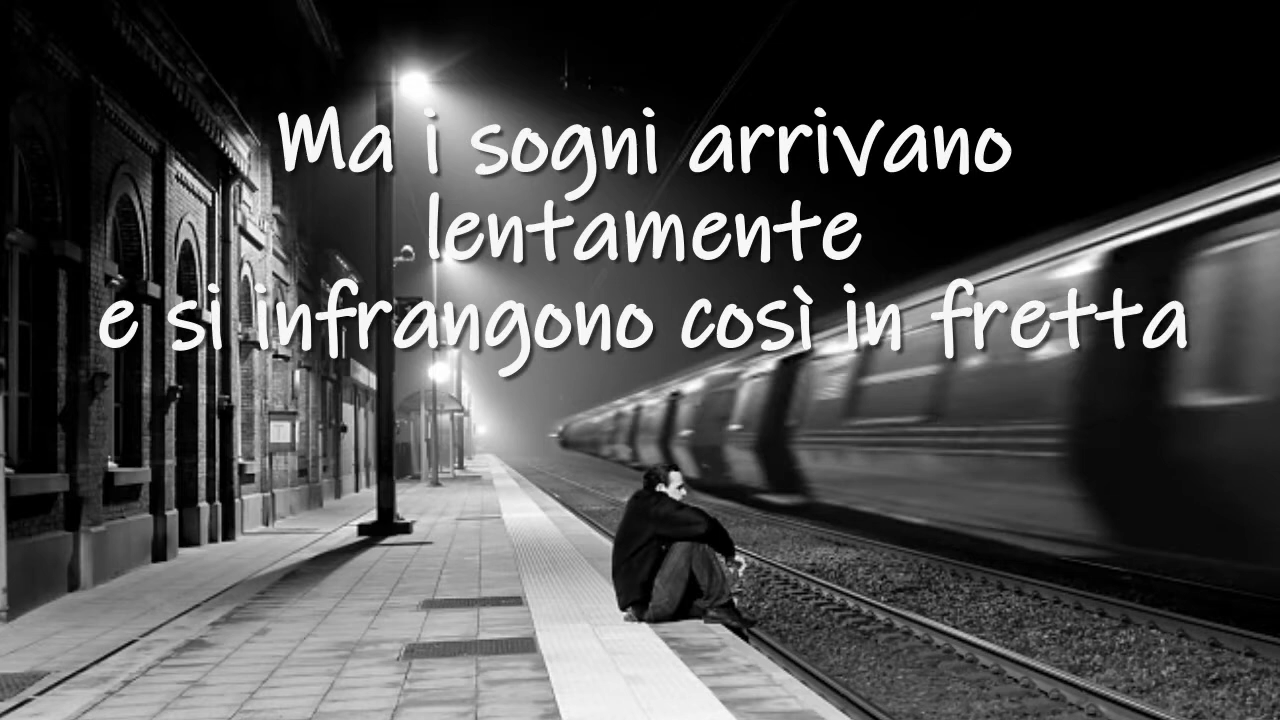 Ma i sogni arrivano
lentamente
e si infrangono così in fretta